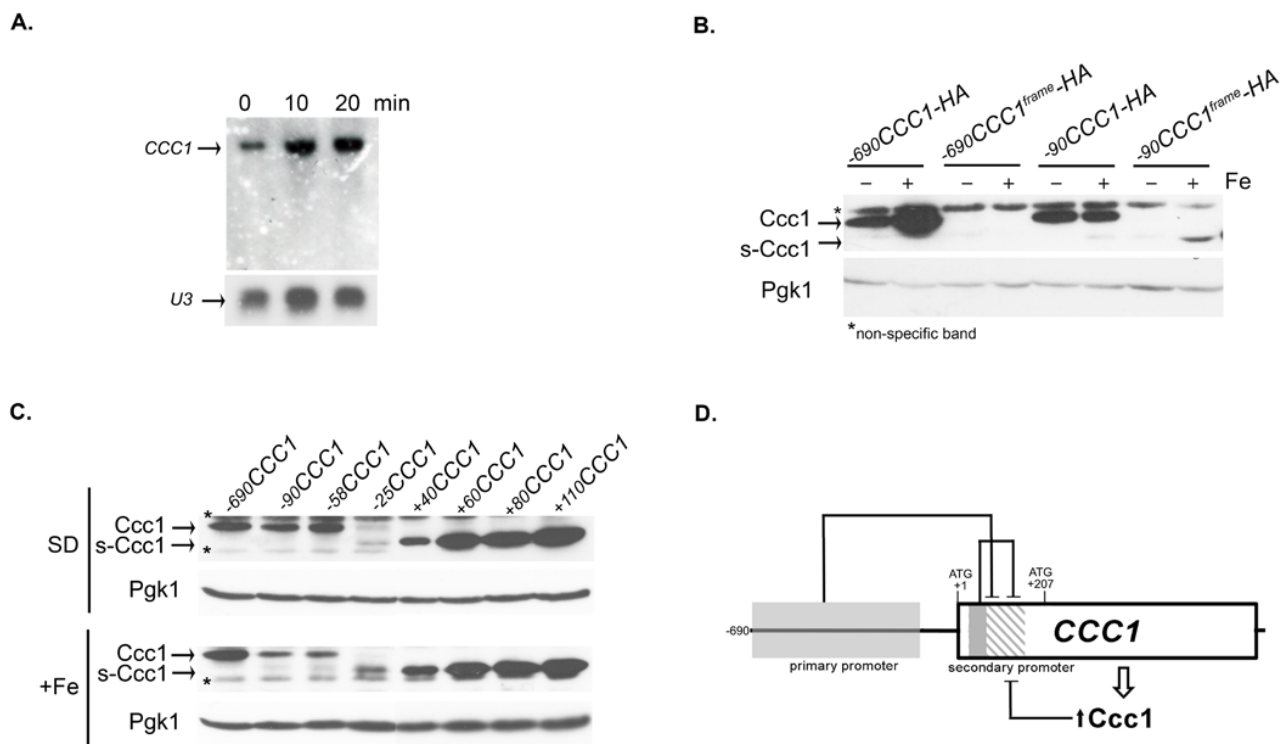 A.
0 10 20 min
CCC1
U3
B.
-690CCC1-HA -690CCC1frame-HA -90CCC1-HA -90CCC1frame-HA
− + − + − + − + Fe
*
Ccc1
s-Ccc1
Pgk1
*non-specific band
C.
-690CCC1 -90CCC1 -58CCC1 -25CCC1 +40CCC1 +60CCC1 +80CCC1 +110CCC1
*
Ccc1
SD s-Ccc1
*
Pgk1
Ccc1
s-Ccc1
+Fe *
Pgk1
D.
ATG ATG
+1 +207
-690 CCC1
primary promoter secondary promoter
Ccc1